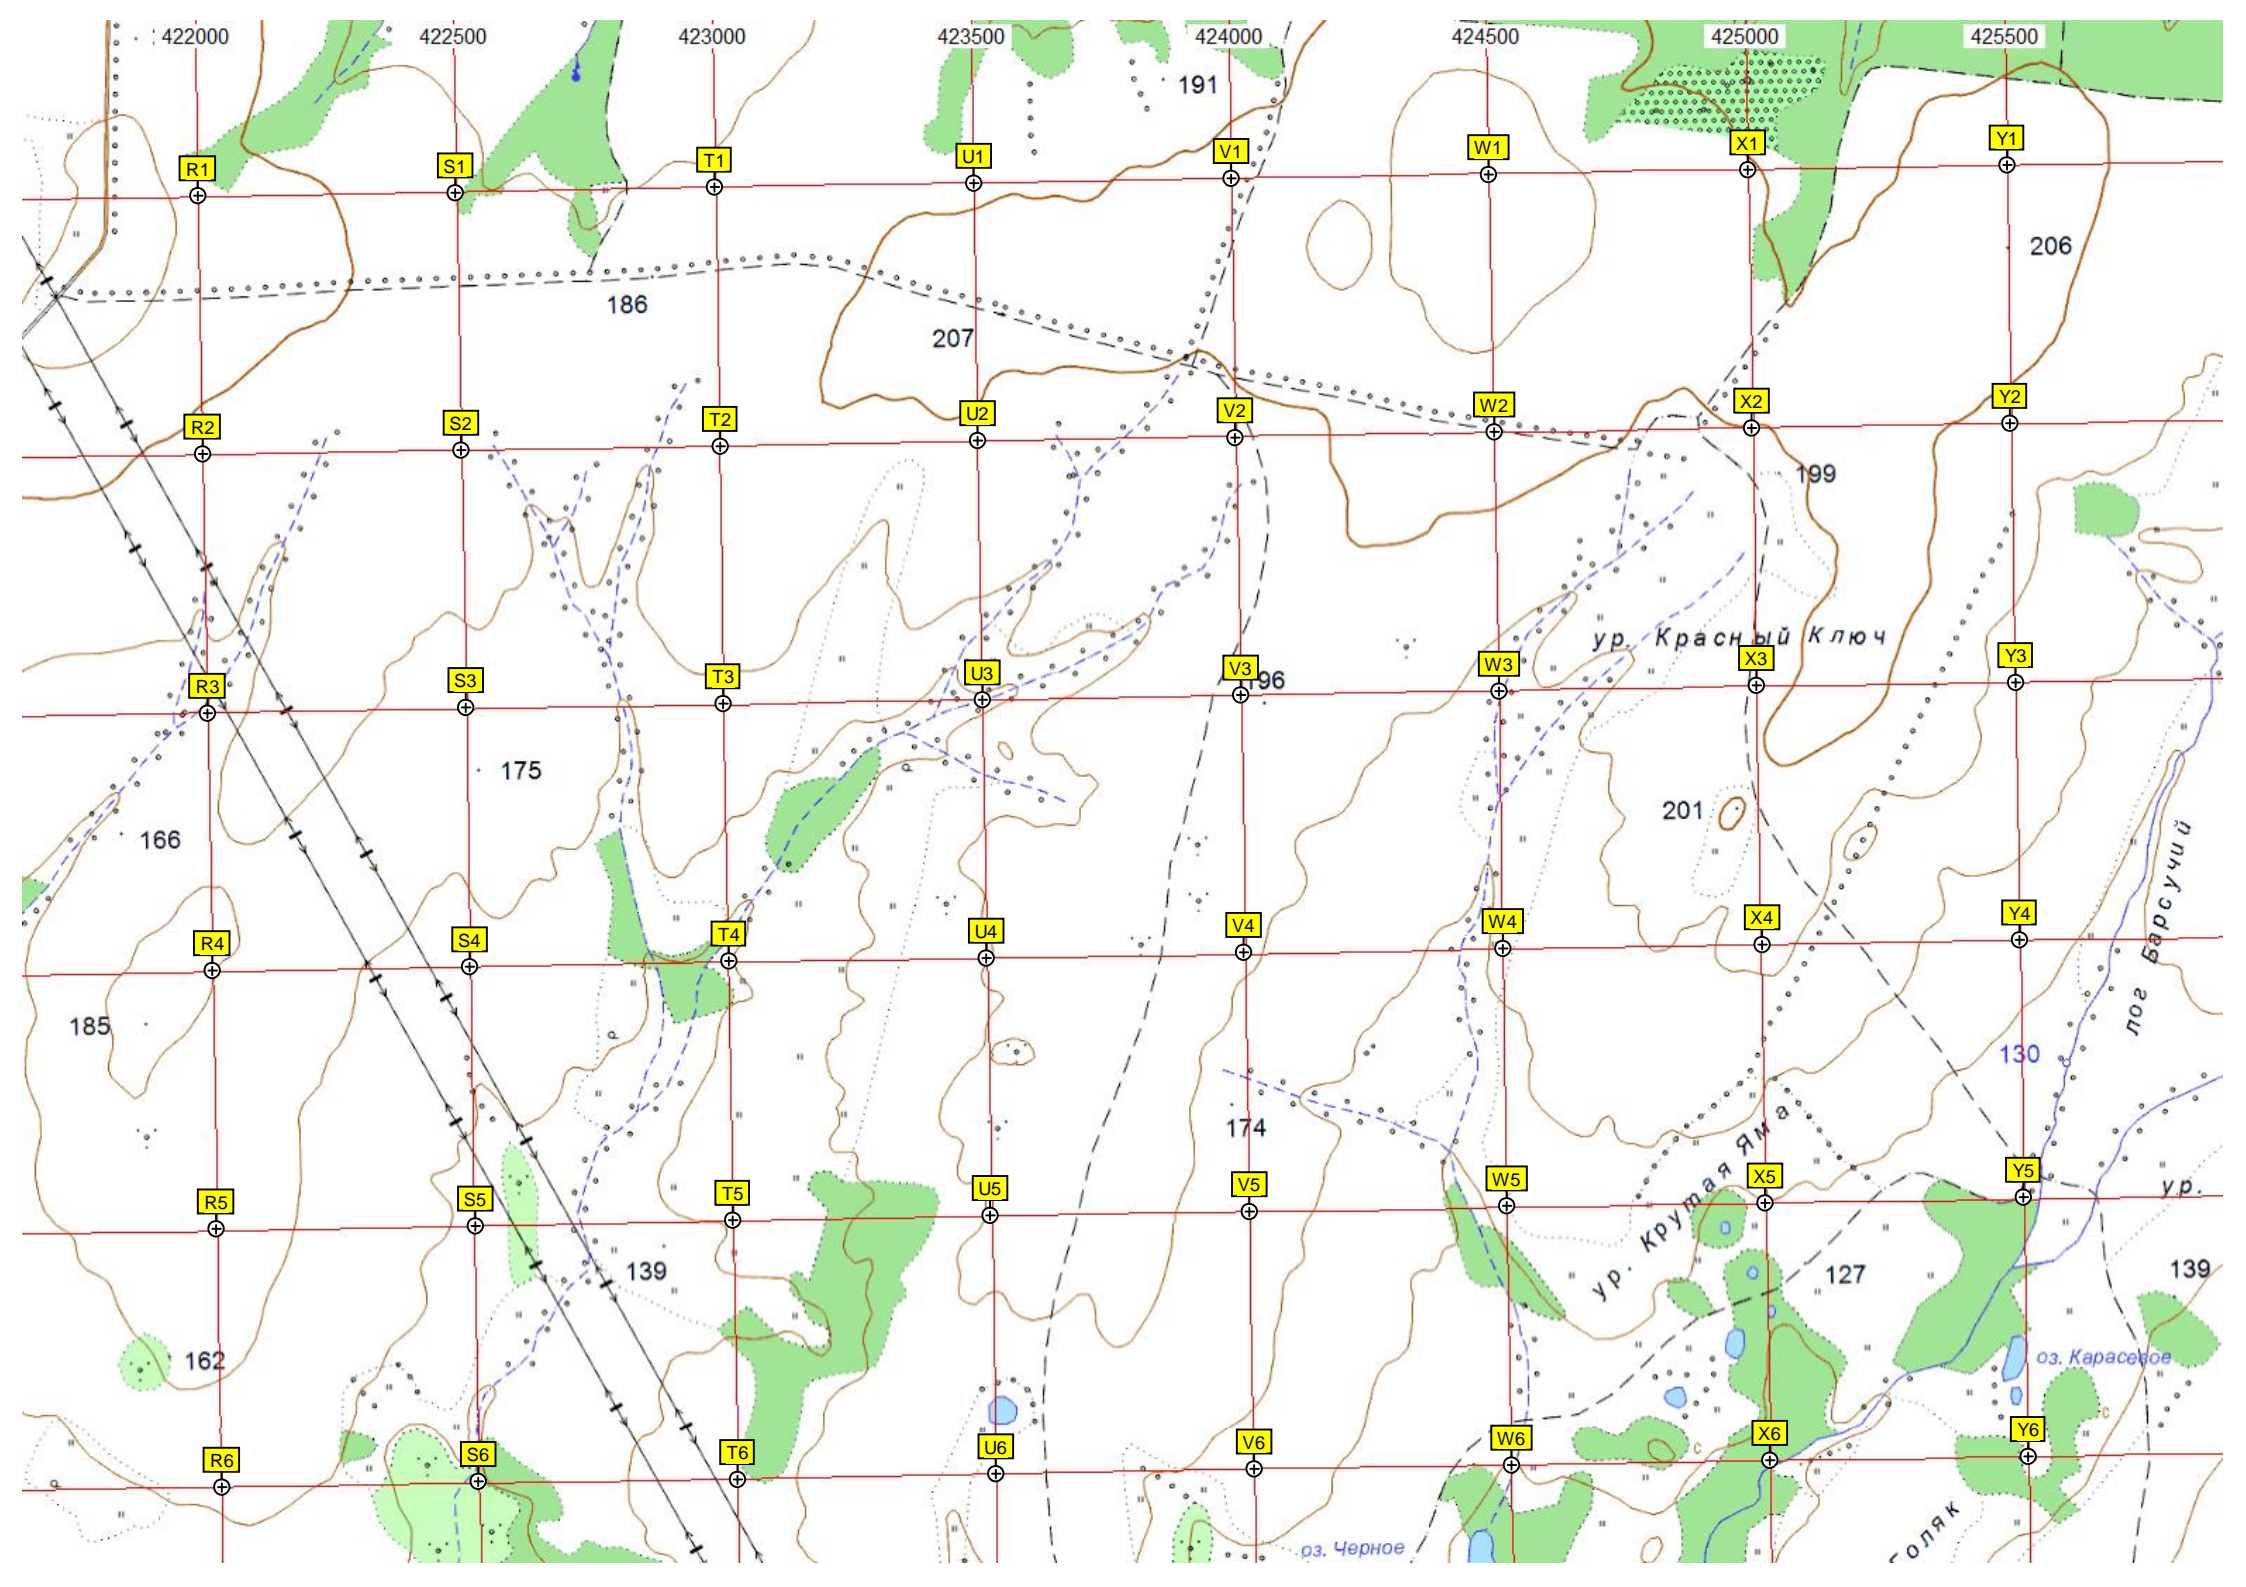 422000 422500 423000 423500 424000 424500 425000 425500
191
R1 S1 T1 U1 V1 W1 X1 Y1
206
186
207
R2 S2 T2 U2 V2 W2 X2 Y2
199
ур. Красный Ключ
R3 S3 T3 U3 V3 W3 X3 Y3
196
175
201
166
лог Барсучий
R4 S4 T4 U4 V4 W4 X4 Y4
185
р
р
130
174
ур. Крутая Яма
R5 S5 T5 U5 V5 W5 X5 Y5
ур.
139
127
139
162
оз. Карасевое
с
с
R6 S6 T6 U6 V6 W6 X6 Y6
р
оз. Черное
Голяк